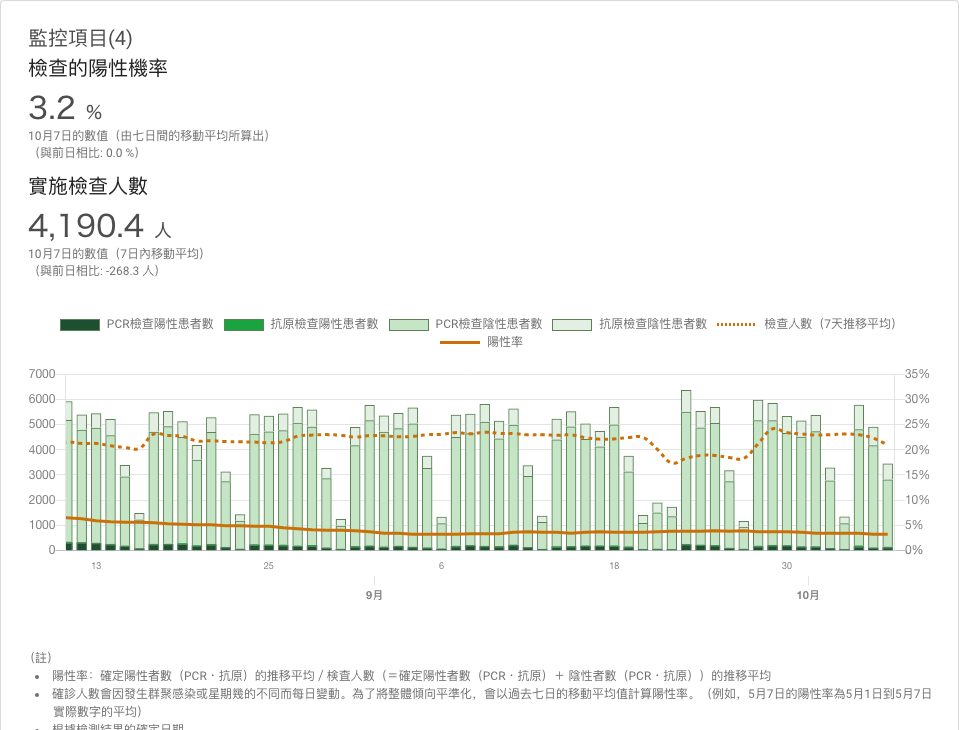 監控項目(4)
檢查的陽性機率
3.2 %
10月7日的數值（由七日間的移動平均所算出）
（與前日相比: 0.0 %）
實施檢查人數
4,190.4 人
10月7日的數值（7日內移動平均）
（與前日相比: -268.3 人）
PCR檢查陽性患者數 抗原檢查陽性患者數 PCR檢查陰性患者數 抗原檢查陰性患者數 檢查人數（7天推移平均）
陽性率
7000 35%
6000 30%
5000 25%
4000 20%
3000 15%
2000 10%
1000 5%
0 0%
13 25 6 18 30
9月 10月
（註）
• 陽性率：確定陽性者數（PCR・抗原）的推移平均 / 檢查人數（＝確定陽性者數（PCR・抗原）＋ 陰性者數（PCR・抗原））的推移平均
• 確診人數會因發生群聚感染或星期幾的不同而每日變動。為了將整體傾向平準化，會以過去七日的移動平均值計算陽性率。（例如，5月7日的陽性率為5月1日到5月7日
實際數字的平均）
• 根據檢測結果的確定日期